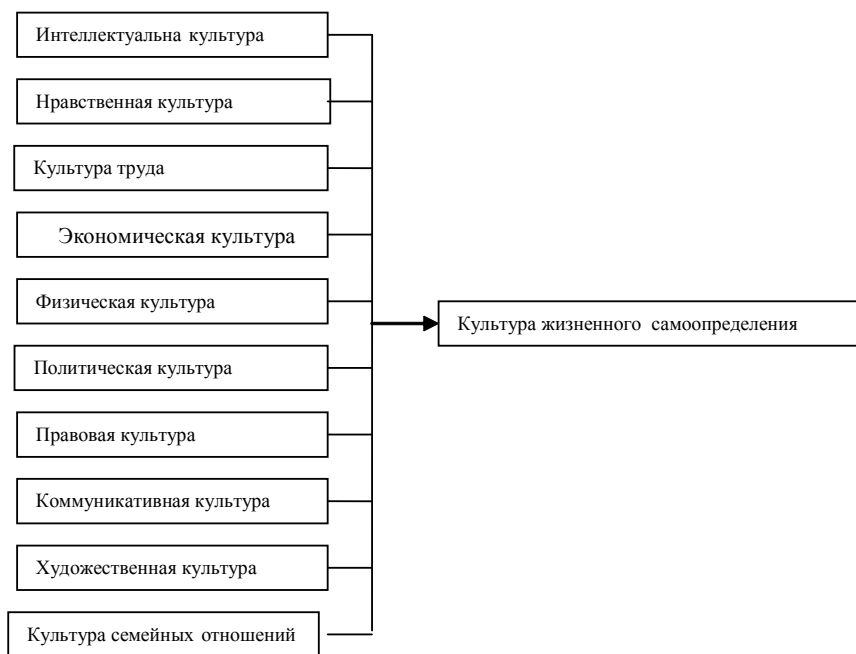 Интеллектуальна культура
Нравственная культура
Культура труда
Экономическая культура
Физическая культура
Культура жизненного самоопределения
Политическая культура
Правовая культура
Коммуникативная культура
Художественная культура
Культура семейных отношений